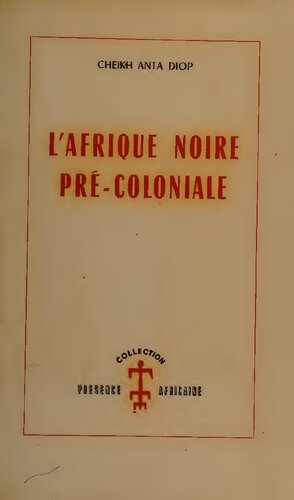 CHEIKH ANTA DIOP
L'AFRIQUE NOIRE
PRÉ-COLONIALE
COLLECTION
PRESENCE AFRICAINE